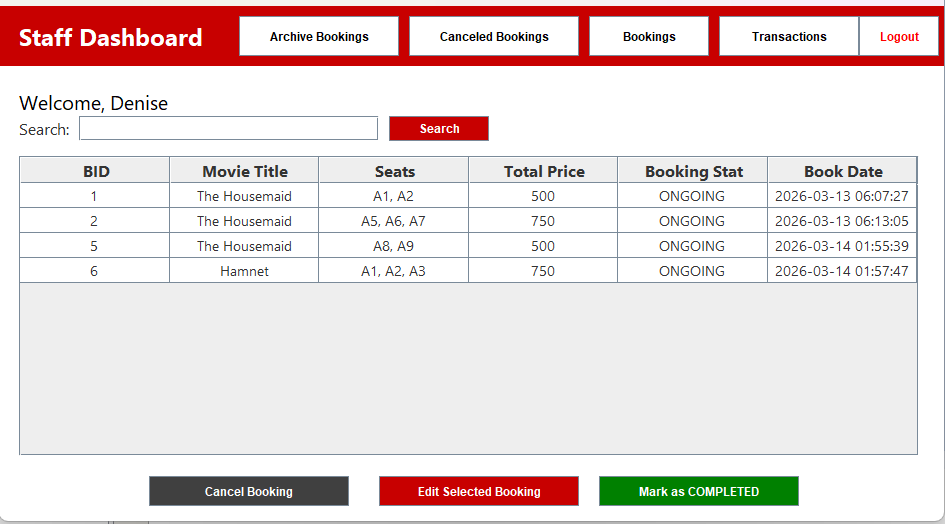 Staff Dashboard Archive Bookings Canceled Bookings Bookings Transactions Logout
Welcome, Denise
Search: Search
BID Movie Title Seats Total Price Booking Stat Book Date
1 The Housemaid A1, A2 500 ONGOING 2026-03-13 06:07:27
2 The Housemaid A5, A6, A7 750 ONGOING 2026-03-13 06:13:05
5 The Housemaid A8, A9 500 ONGOING 2026-03-14 01:55:39
6 Hamnet A1, A2, A3 750 ONGOING 2026-03-14 01:57:47
Cancel Booking Edit Selected Booking Mark as COMPLETED